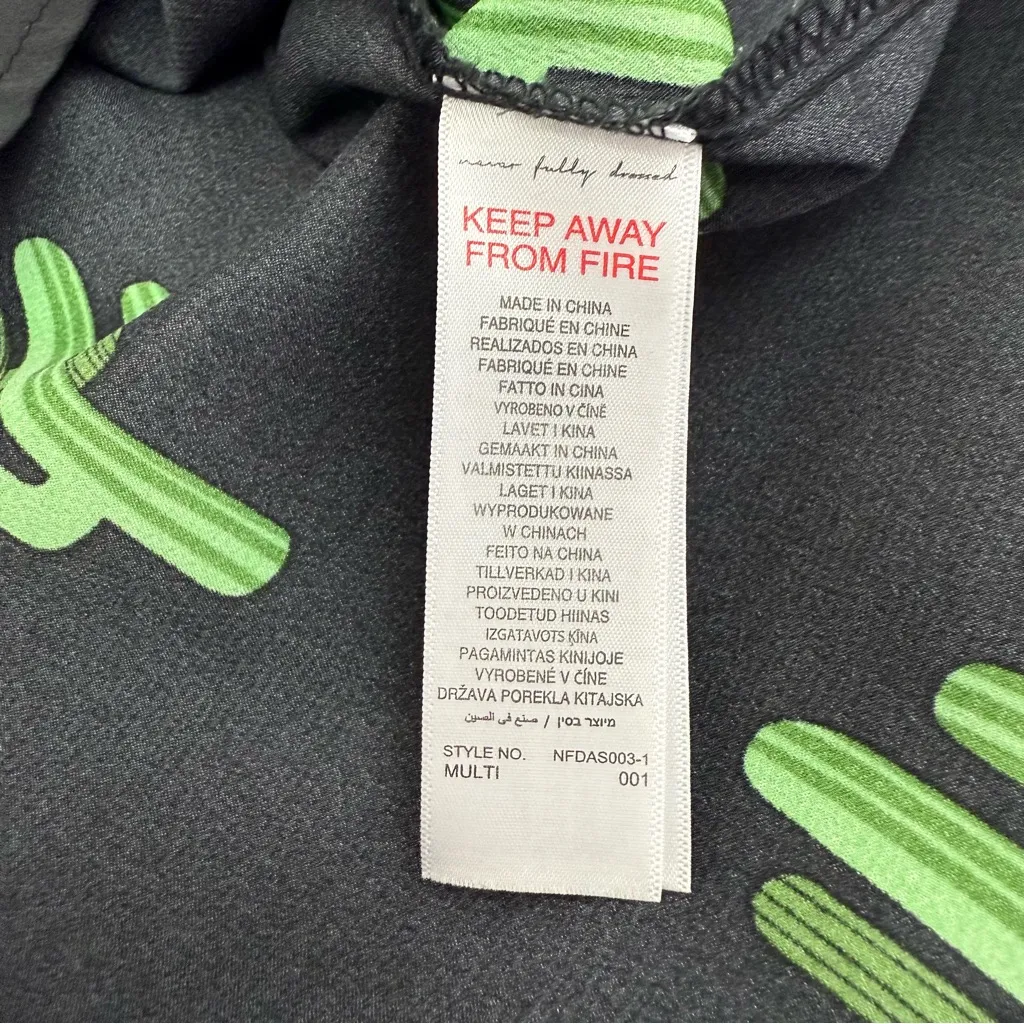 never fully dressed
KEEP AWAY
FROM FIRE
MADE IN CHINA
FABRIQUÉ EN CHINE
REALIZADOS EN CHINA
FABRIQUÉ EN CHINE
FATTO IN CINA
VYROBENO V ČÍNĚ
LAVET I KINA
GEMAAKT IN CHINA
VALMISTETTU KIINASSA
LAGET I KINA
WYPRODUKOWANE
W CHINACH
FEITO NA CHINA
TILLVERKAD I KINA
PROIZVEDENO U KINI
TOODETUD HIINAS
IZGATAVOTS ĶĪNA
PAGAMINTAS KINIJOJE
VYROBENÉ V ČÍNE
DRŽAVA POREKLA KITAJSKA
מיוצר בסין / صنع في الصين
STYLE NO. NFDAS003-1
MULTI 001